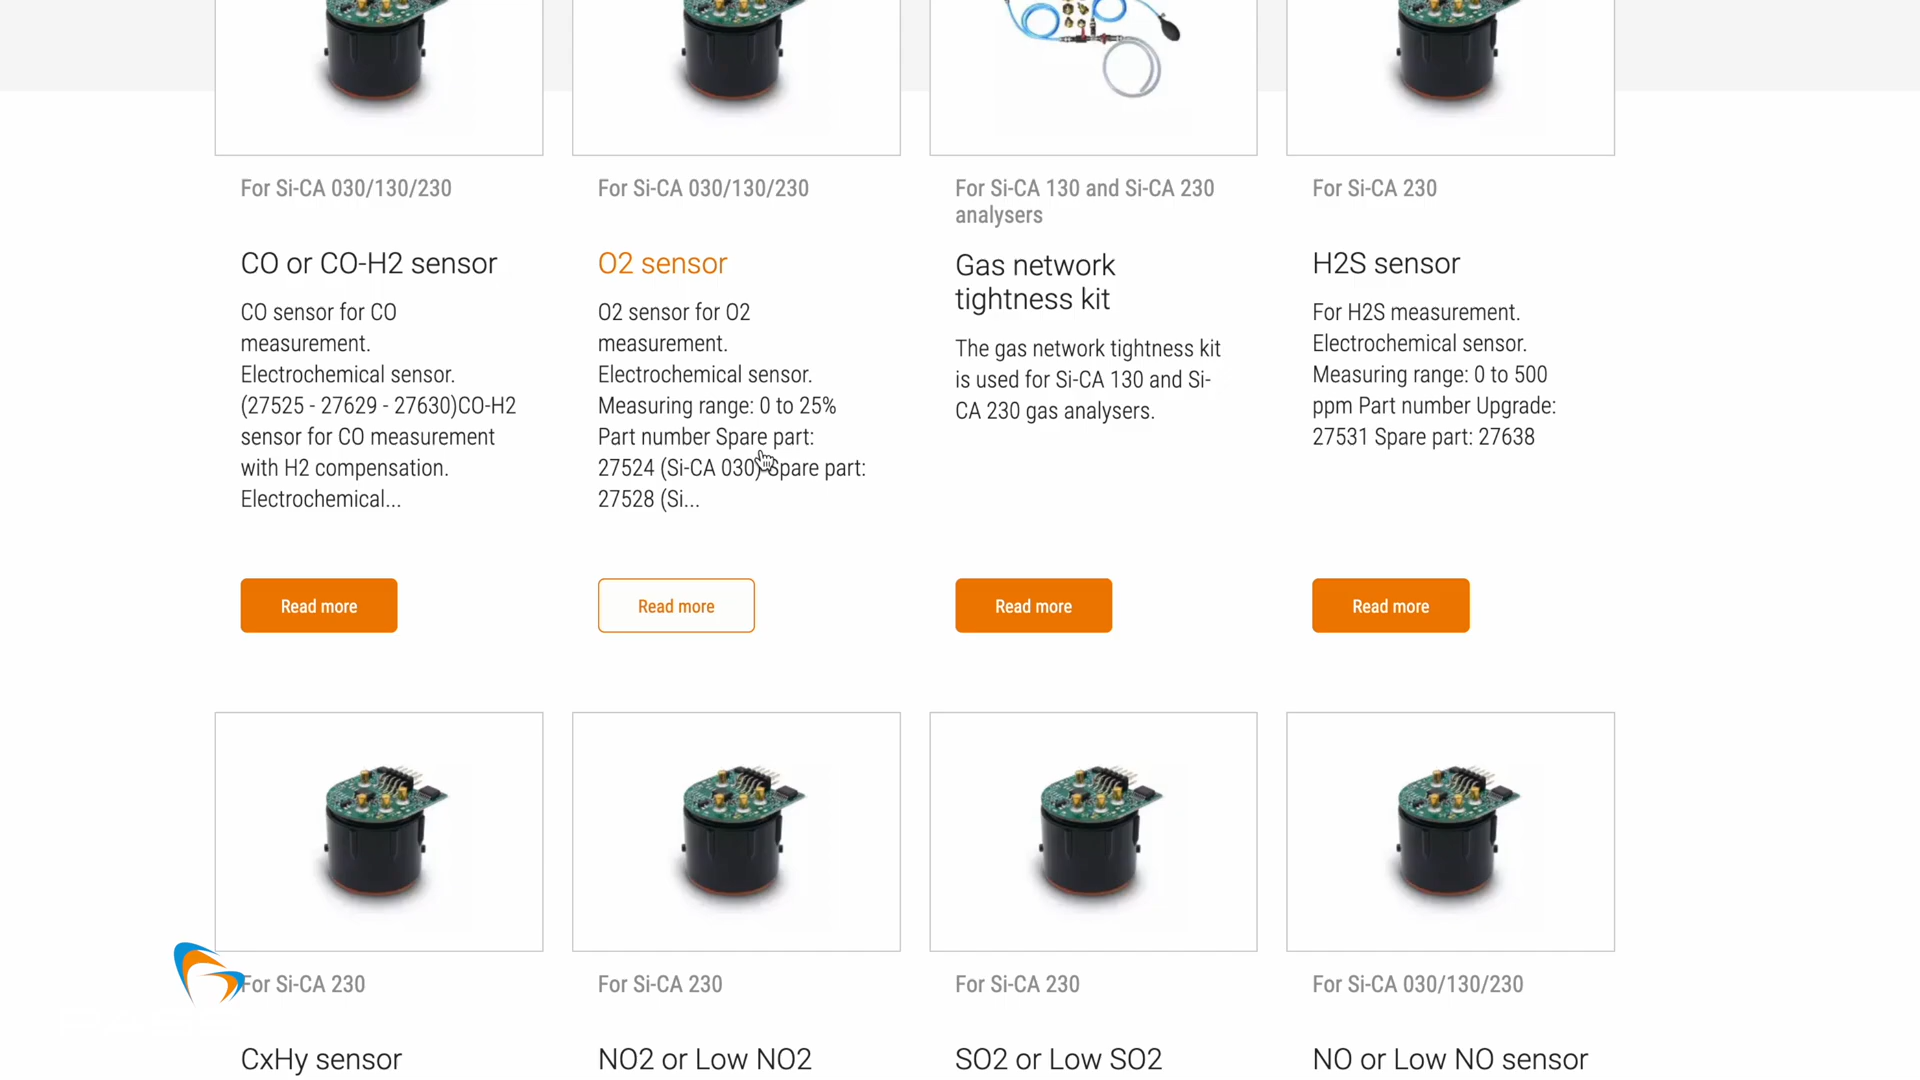 For Si-CA 030/130/230
CO or CO-H2 sensor
CO sensor for CO
measurement.
Electrochemical sensor.
(27525 - 27629 - 27630)CO-H2
sensor for CO measurement
with H2 compensation.
Electrochemical...
Read more
For Si-CA 030/130/230
O2 sensor
O2 sensor for O2
measurement.
Electrochemical sensor.
Measuring range: 0 to 25%
Part number Spare part:
27524 (Si-CA 030) Spare part:
27528 (Si...
Read more
For Si-CA 130 and Si-CA 230
analysers
Gas network
tightness kit
The gas network tightness kit
is used for Si-CA 130 and Si-
CA 230 gas analysers.
Read more
For Si-CA 230
H2S sensor
For H2S measurement.
Electrochemical sensor.
Measuring range: 0 to 500
ppm Part number Upgrade:
27531 Spare part: 27638
Read more
For Si-CA 230
CxHy sensor
For Si-CA 230
NO2 or Low NO2
For Si-CA 230
SO2 or Low SO2
For Si-CA 030/130/230
NO or Low NO sensor